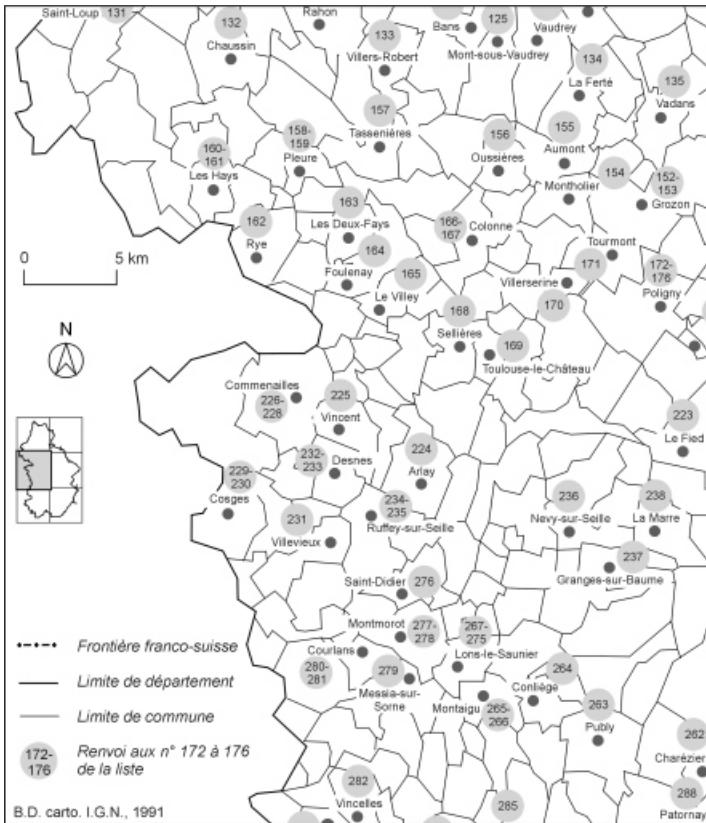 Saint-Loup
131
132
Chaussin
Rahon
133
Villers-Robert
Bans
125
Mont-sous-Vaudrey
Vaudrey
134
La Ferté
135
Vadans
157
Tassenières
158-
159
Pleure
156
Oussières
155
Aumont
160-
161
Les Hays
154
Montholier
152-
153
Grozon
163
Les Deux-Fays
162
Rye
166-
167
Colonne
164
Foulenay
165
Le Villey
Tourmont
171
Villerserine
172-
176
Poligny
170
0
5 km
168
Sellières
169
Toulouse-le-Château
N
Commenailles
226-
228
225
Vincent
223
Le Fied
232-
233
Desnes
224
Arlay
229-
230
Cosges
231
Villevieux
234-
235
Ruffey-sur-Seille
236
Nevy-sur-Seille
238
La Marre
237
Granges-sur-Baume
Saint-Didier
276
Montmorot
277-
278
267-
275
Lons-le-Saunier
Courlans
280-
281
279
Messia-sur-
Sorne
264
Conliège
Montaigu
265-
266
263
Publy
262
Charézier
282
Vincelles
285
288
Patornay
Frontière franco-suisse
Limite de département
Limite de commune
172-
176
Renvoi aux n° 172 à 176
de la liste
B.D. carto. I.G.N., 1991